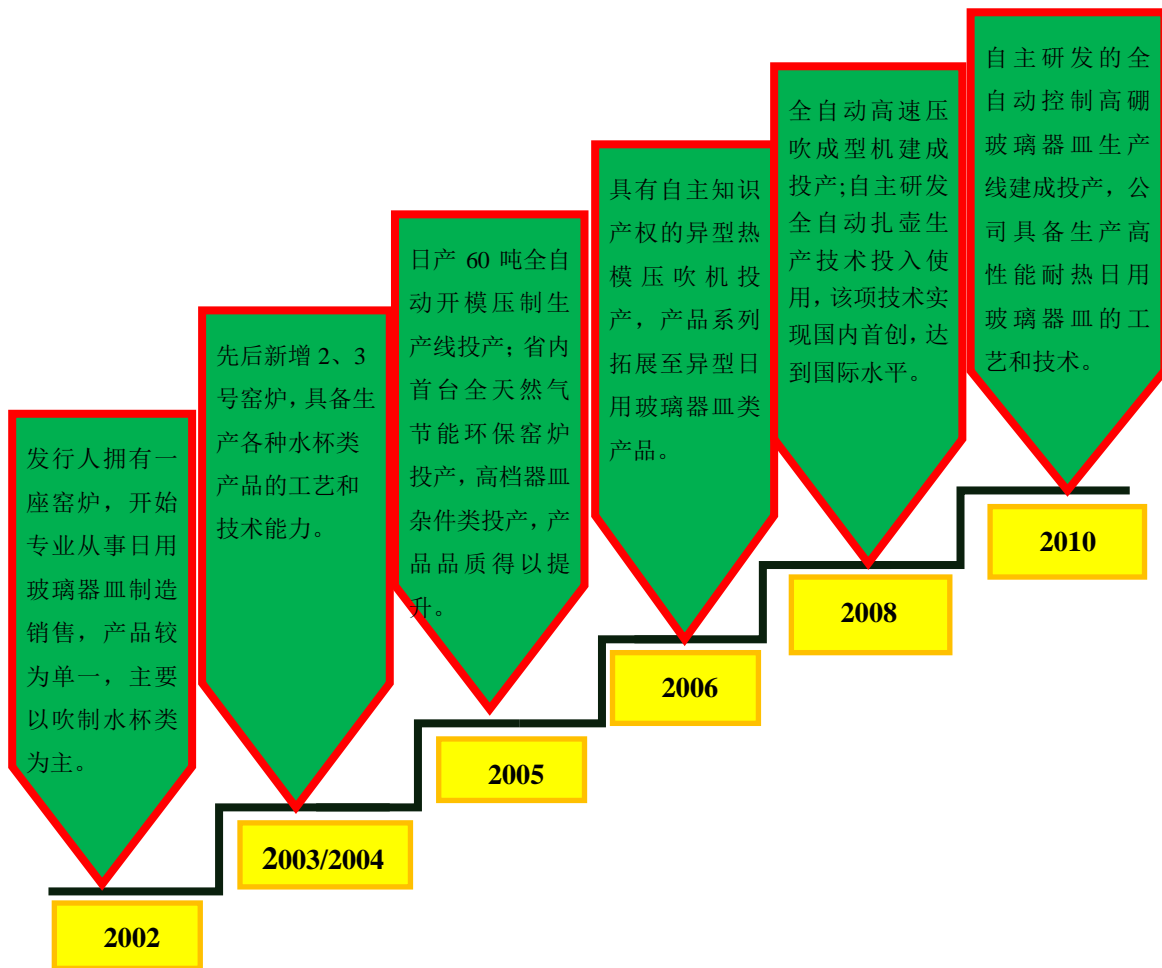 发行人拥有一
座窑炉，开始
专业从事日用
玻璃器皿制造
销售，产品较
为单一，主要
以吹制水杯类
为主。
2002
先后新增 2、3
号窑炉，具备生
产各种水杯类
产品的工艺和
技术能力。
2003/2004
日产 60 吨全自
动开模压制生
产线投产；省内
首台全天然气
节能环保窑炉
投产，高档器皿
杂件类投产，产
品品质得以提
升。
2005
具有自主知识
产权的异型热
模压吹机投
产，产品系列
拓展至异型日
用玻璃器皿类
产品。
2006
全自动高速压
吹成型机建成
投产;自主研发
全自动扎壶生
产技术投入使
用，该项技术实
现国内首创，达
到国际水平。
2008
自主研发的全
自动控制高硼
玻璃器皿生产
线建成投产，公
司具备生产高
性能耐热日用
玻璃器皿的工
艺和技术。
2010